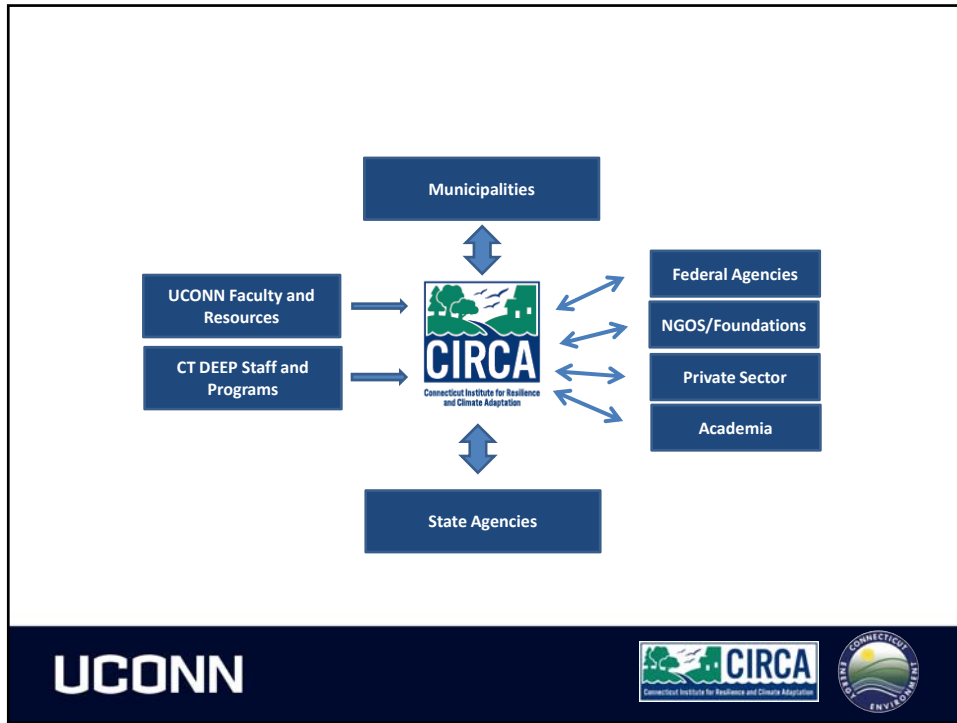 Municipalities
UCONN Faculty and
Resources
CT DEEP Staff and
Programs
CIRCA
Connecticut Institute for Resilience
and Climate Adaptation
Federal Agencies
NGOS/Foundations
Private Sector
Academia
State Agencies
UCONN
CIRCA
Connecticut Institute for Resilience and Climate Adaptation
CONNECTICUT
ENERGY
ENVIRONMENT